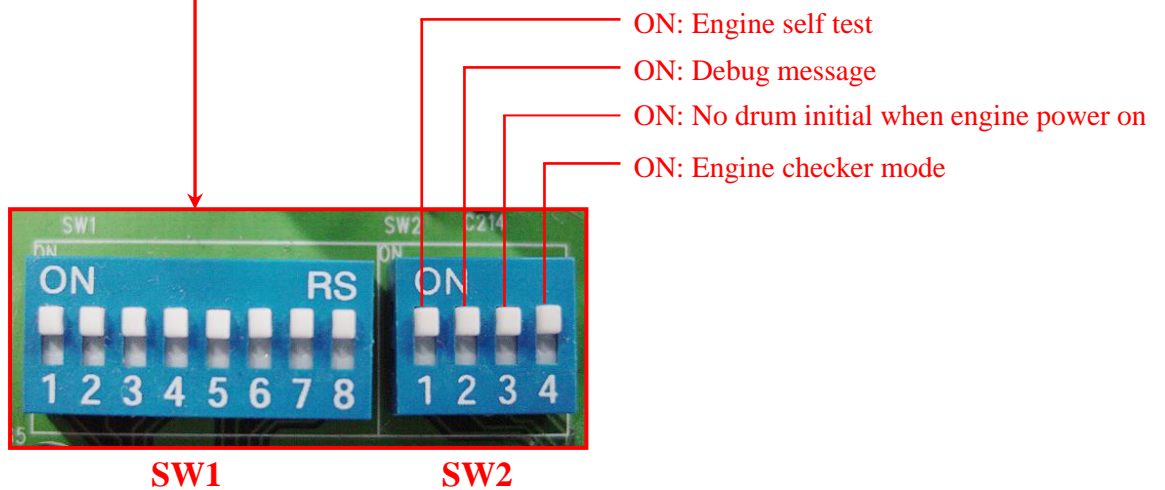 ON: Engine self test
ON: Debug message
ON: No drum initial when engine power on
ON: Engine checker mode
SW1 SW2 C214
ON ON
ON RS ON
1 2 3 4 5 6 7 8 1 2 3 4
SW1 SW2